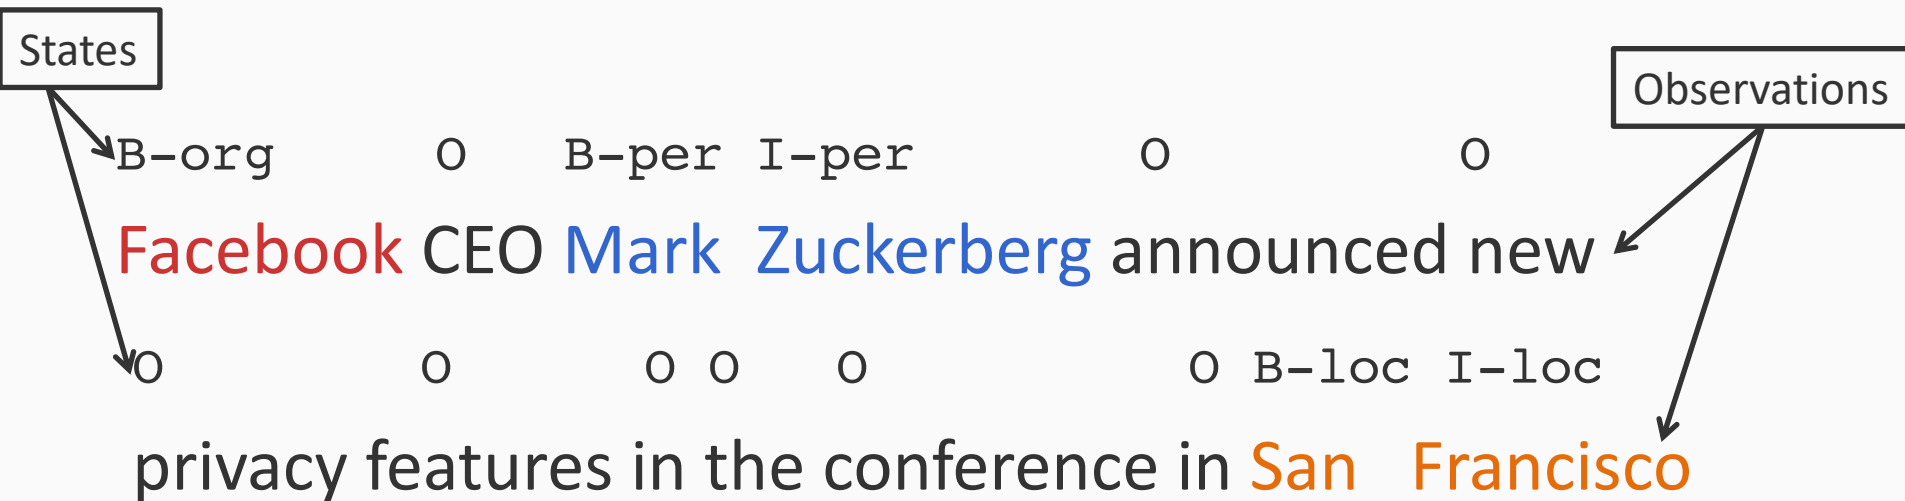 States
Observations
B-org O B-per I-per O O
Facebook CEO Mark Zuckerberg announced new
O O O O O O B-loc I-loc
privacy features in the conference in San Francisco